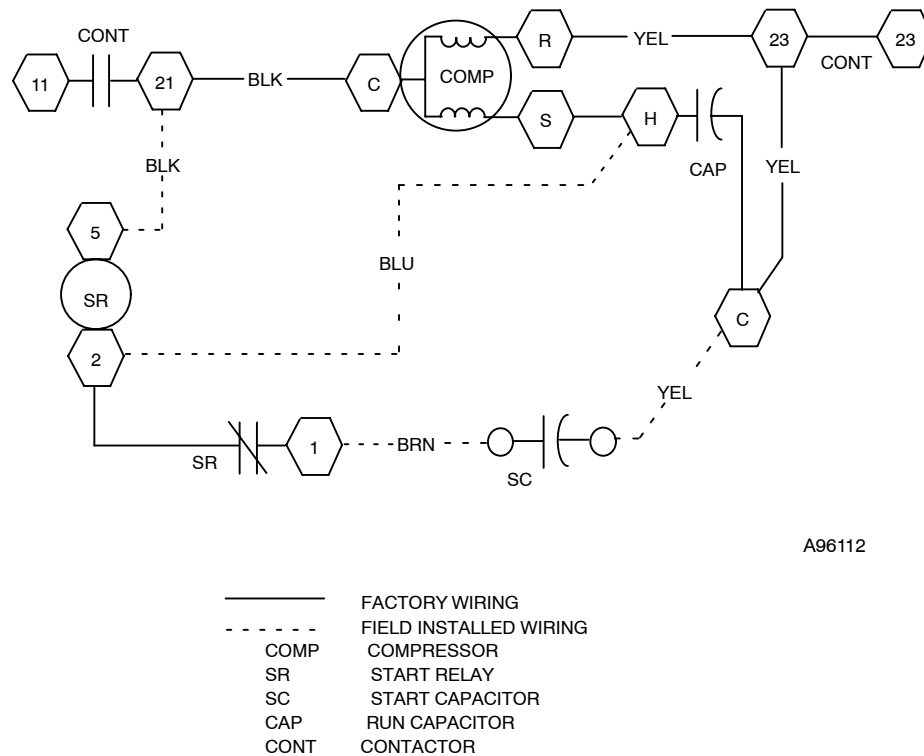 CONT
11
21
BLK
C
COMP
R
YEL
23
CONT
23
S
H
CAP
YEL
BLK
5
SR
2
BLU
C
YEL
SR
1
BRN
SC
A96112
FACTORY WIRING
FIELD INSTALLED WIRING
COMP COMPRESSOR
SR START RELAY
SC START CAPACITOR
CAP RUN CAPACITOR
CONT CONTACTOR